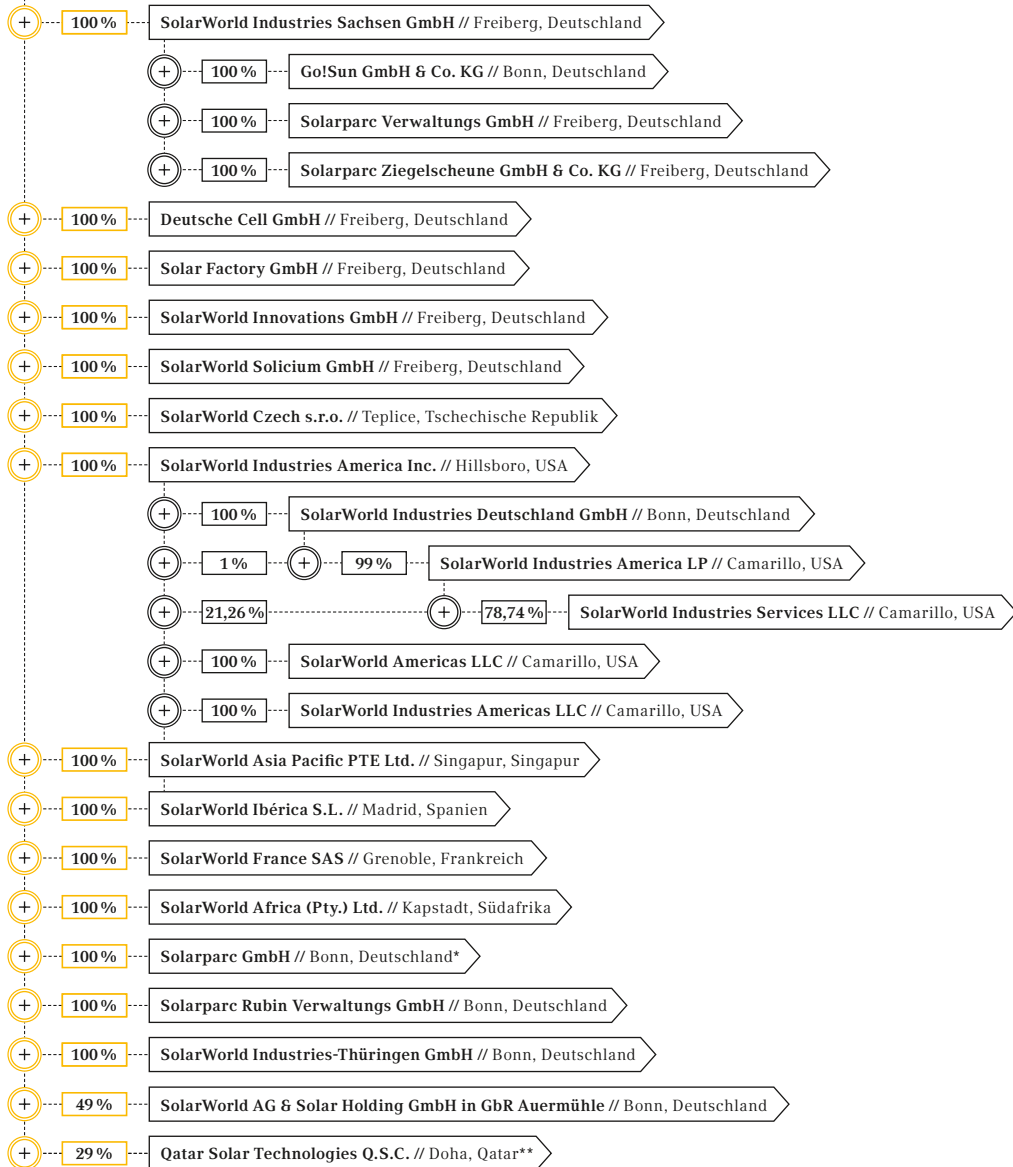 + 100 % SolarWorld Industries Sachsen GmbH // Freiberg, Deutschland
+ 100 % Go!Sun GmbH & Co. KG // Bonn, Deutschland
+ 100 % Solarparc Verwaltungs GmbH // Freiberg, Deutschland
+ 100 % Solarparc Ziegelscheune GmbH & Co. KG // Freiberg, Deutschland
+ 100 % Deutsche Cell GmbH // Freiberg, Deutschland
+ 100 % Solar Factory GmbH // Freiberg, Deutschland
+ 100 % SolarWorld Innovations GmbH // Freiberg, Deutschland
+ 100 % SolarWorld Solicium GmbH // Freiberg, Deutschland
+ 100 % SolarWorld Czech s.r.o. // Teplice, Tschechische Republik
+ 100 % SolarWorld Industries America Inc. // Hillsboro, USA
+ 100 % SolarWorld Industries Deutschland GmbH // Bonn, Deutschland
+ 1 % + 99 % SolarWorld Industries America LP // Camarillo, USA
+ 21,26 % + 78,74 % SolarWorld Industries Services LLC // Camarillo, USA
+ 100 % SolarWorld Americas LLC // Camarillo, USA
+ 100 % SolarWorld Industries Americas LLC // Camarillo, USA
+ 100 % SolarWorld Asia Pacific PTE Ltd. // Singapur, Singapur
+ 100 % SolarWorld Ibérica S.L. // Madrid, Spanien
+ 100 % SolarWorld France SAS // Grenoble, Frankreich
+ 100 % SolarWorld Africa (Pty.) Ltd. // Kapstadt, Südafrika
+ 100 % Solarparc GmbH // Bonn, Deutschland*
+ 100 % Solarparc Rubin Verwaltungs GmbH // Bonn, Deutschland
+ 100 % SolarWorld Industries-Thüringen GmbH // Bonn, Deutschland
+ 49 % SolarWorld AG & Solar Holding GmbH in GbR Auermühle // Bonn, Deutschland
+ 29 % Qatar Solar Technologies Q.S.C. // Doha, Qatar**